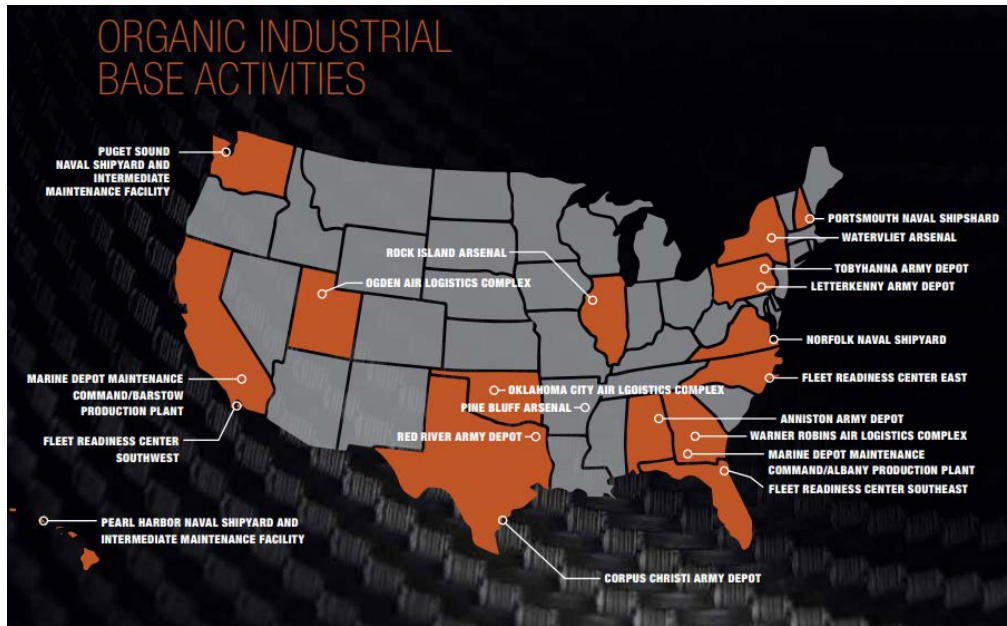 ORGANIC INDUSTRIAL
BASE ACTIVITIES
PUGET SOUND
NAVAL SHIPYARD AND
INTERMEDIATE
MAINTENANCE FACILITY
ROCK ISLAND ARSENAL
OGDEN AIR LOGISTICS COMPLEX
PORTSMOUTH NAVAL SHIPSHARD
WATERVLIET ARSENAL
TOBYHANNA ARMY DEPOT
LETTERKENNY ARMY DEPOT
NORFOLK NAVAL SHIPYARD
FLEET READINESS CENTER EAST
MARINE DEPOT MAINTENANCE
COMMAND/BARSTOW
PRODUCTION PLANT
FLEET READINESS CENTER
SOUTHWEST
OKLAHOMA CITY AIR LGOISTICS COMPLEX
PINE BLUFF ARSENAL
RED RIVER ARMY DEPOT
ANNISTON ARMY DEPOT
WARNER ROBINS AIR LOGISTICS COMPLEX
MARINE DEPOT MAINTENANCE
COMMAND/ALBANY PRODUCTION PLANT
FLEET READINESS CENTER SOUTHEAST
PEARL HARBOR NAVAL SHIPYARD AND
INTERMEDIATE MAINTENANCE FACILITY
CORPUS CHRISTI ARMY DEPOT